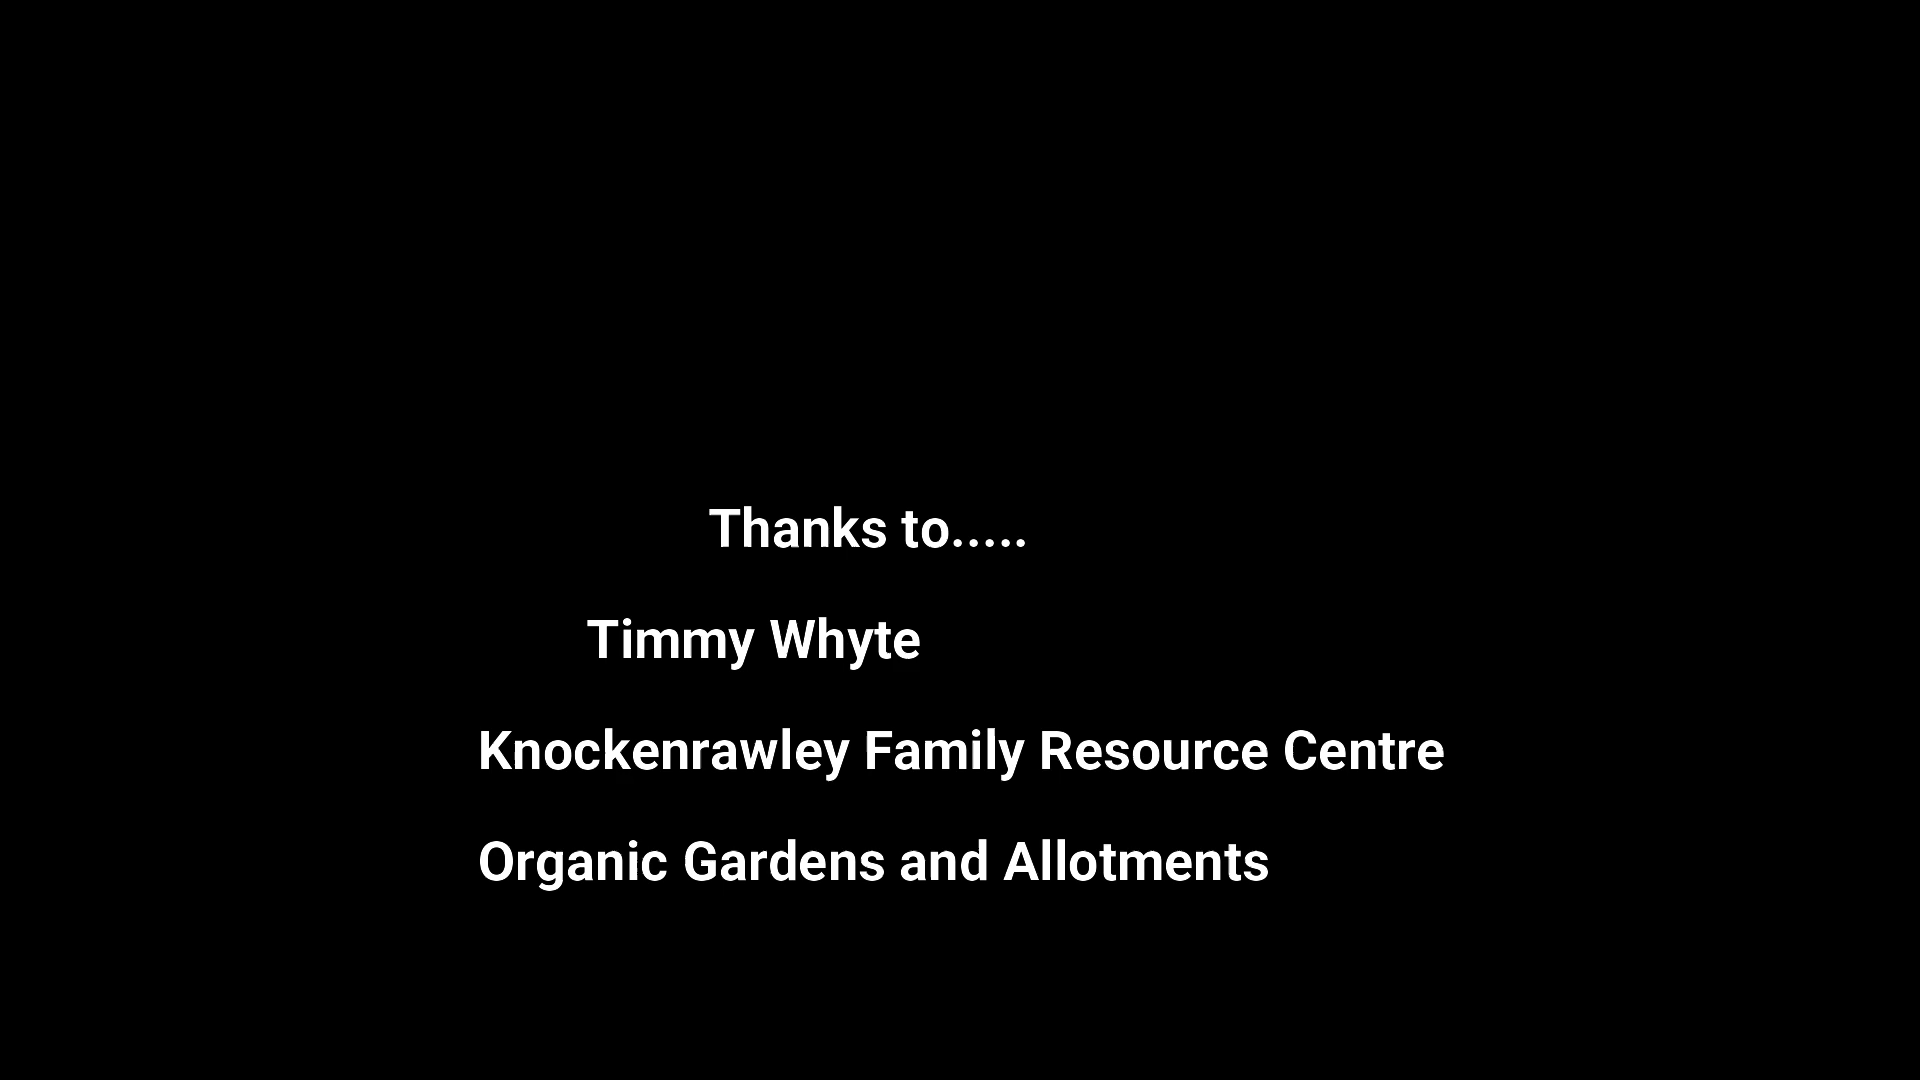 Thanks to.....
Timmy Whyte
Knockenrawley Family Resource Centre
Organic Gardens and Allotments